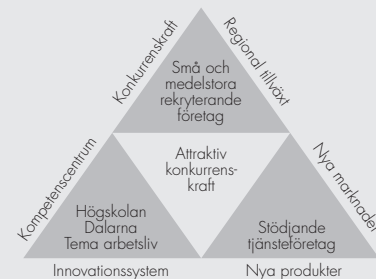 Konkurrenskraft
Regional tillväxt
Små och
medelstora
rekryterande
företag
Kompetenscentrum
Attraktiv
konkurrens-
kraft
Nya marknader
Högskolan
Dalarna
Tema arbetsliv
Stödjande
tjänsteföretag
Innovationssystem
Nya produkter